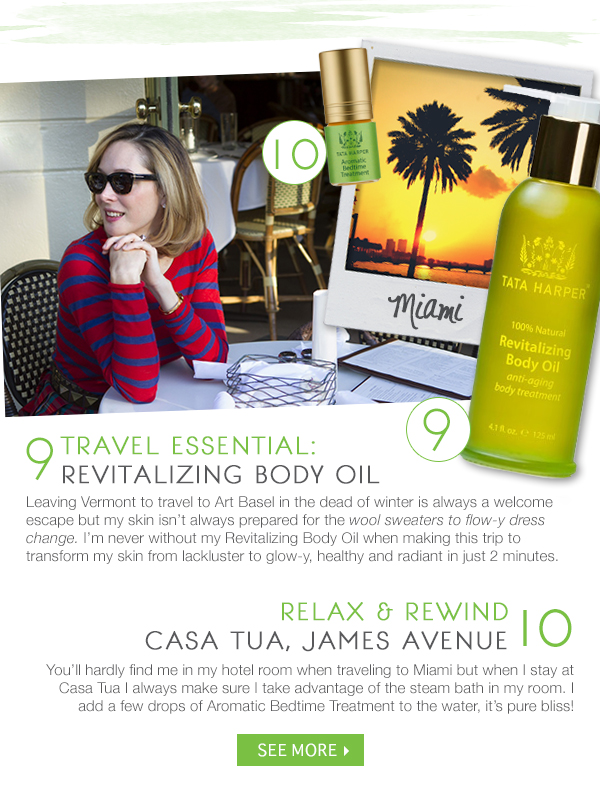 10
TATA HARPER
Aromatic
Bedtime
Treatment
Miami
TATA HARPER
100% Natural
Revitalizing
Body Oil
anti-aging
body treatment
4.1 fl. oz. ℮ 125 ml
9
9 TRAVEL ESSENTIAL:
REVITALIZING BODY OIL
Leaving Vermont to travel to Art Basel in the dead of winter is always a welcome
escape but my skin isn't always prepared for the wool sweaters to flow-y dress
change. I'm never without my Revitalizing Body Oil when making this trip to
transform my skin from lackluster to glow-y, healthy and radiant in just 2 minutes.
RELAX & REWIND
CASA TUA, JAMES AVENUE 10
You'll hardly find me in my hotel room when traveling to Miami but when I stay at
Casa Tua I always make sure I take advantage of the steam bath in my room. I
add a few drops of Aromatic Bedtime Treatment to the water, it's pure bliss!
SEE MORE